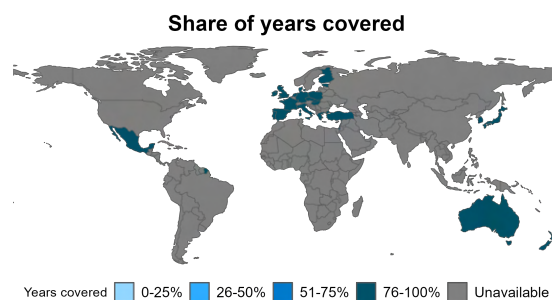 Share of years covered
Years covered 0-25% 26-50% 51-75% 76-100% Unavailable